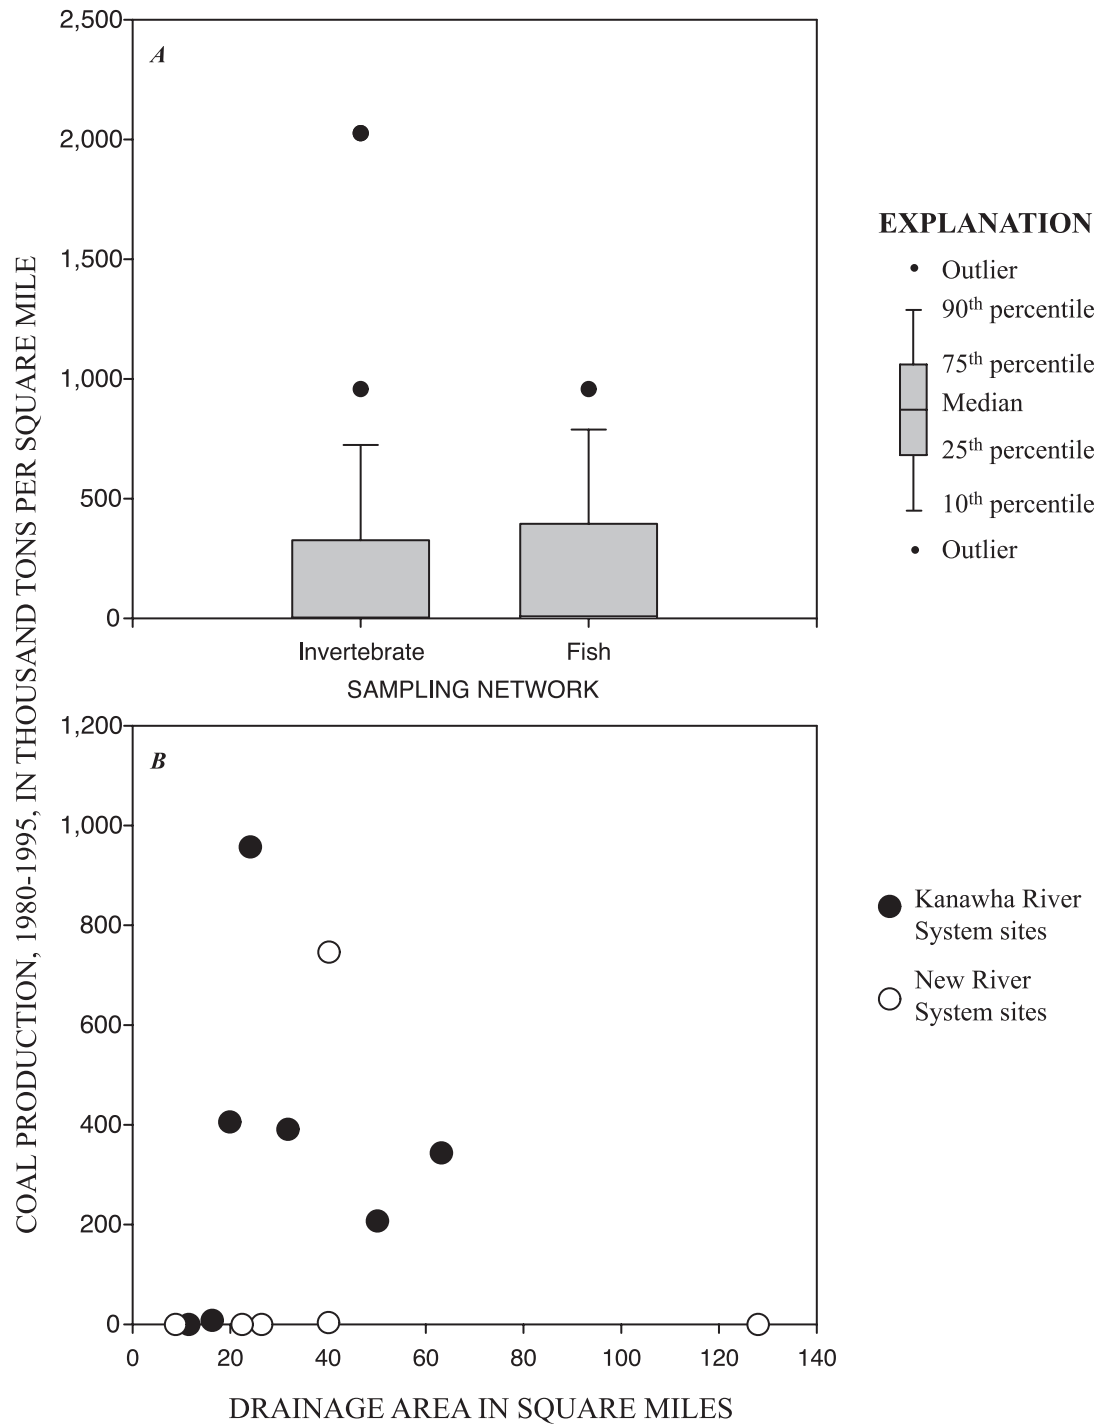 COAL PRODUCTION, 1980-1995, IN THOUSAND TONS PER SQUARE MILE
2,500
2,000
1,500
1,000
500
0
A
Invertebrate
Fish
SAMPLING NETWORK
EXPLANATION
Outlier
90th percentile
75th percentile
Median
25th percentile
10th percentile
Outlier
1,200
1,000
800
600
400
200
0
B
0
20
40
60
80
100
120
140
DRAINAGE AREA IN SQUARE MILES
Kanawha River
System sites
New River
System sites